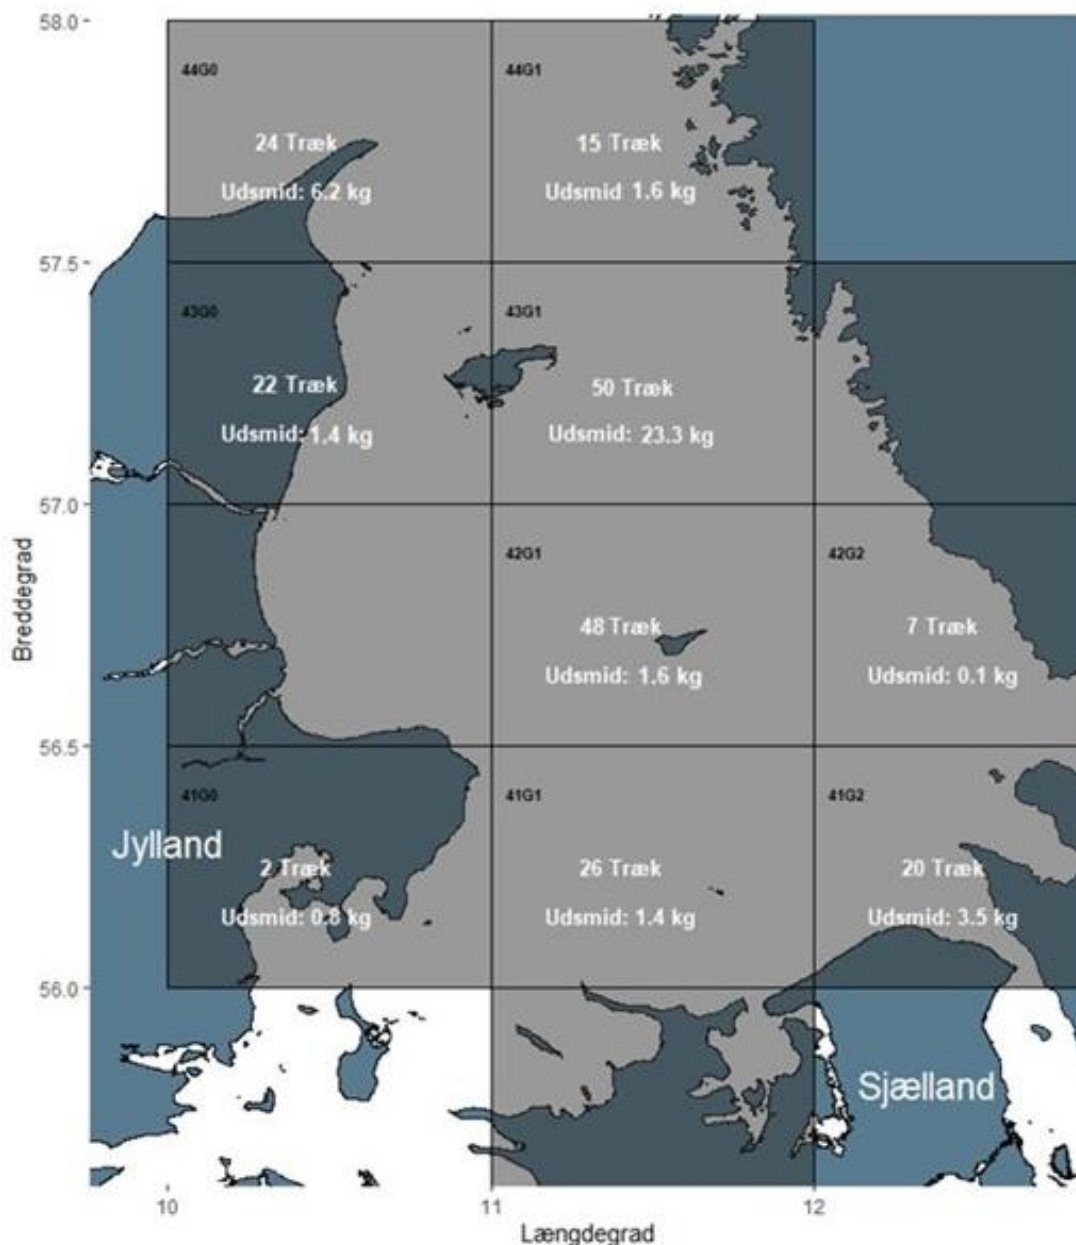 58.0
44G0
44G1
24 Træk
15 Træk
Udsmid: 6.2 kg
Udsmid 1.6 kg
57.5
43G0
43G1
22 Træk
50 Træk
Udsmid: 1.4 kg
Udsmid: 23.3 kg
57.0
42G1
42G2
48 Træk
7 Træk
Udsmid: 1.6 kg
Udsmid: 0.1 kg
Breddegrad
56.5
41G0
41G1
41G2
Jylland
2 Træk
26 Træk
20 Træk
Udsmid: 0.8 kg
Udsmid: 1.4 kg
Udsmid: 3.5 kg
56.0
Sjælland
10
11
12
Længdegrad